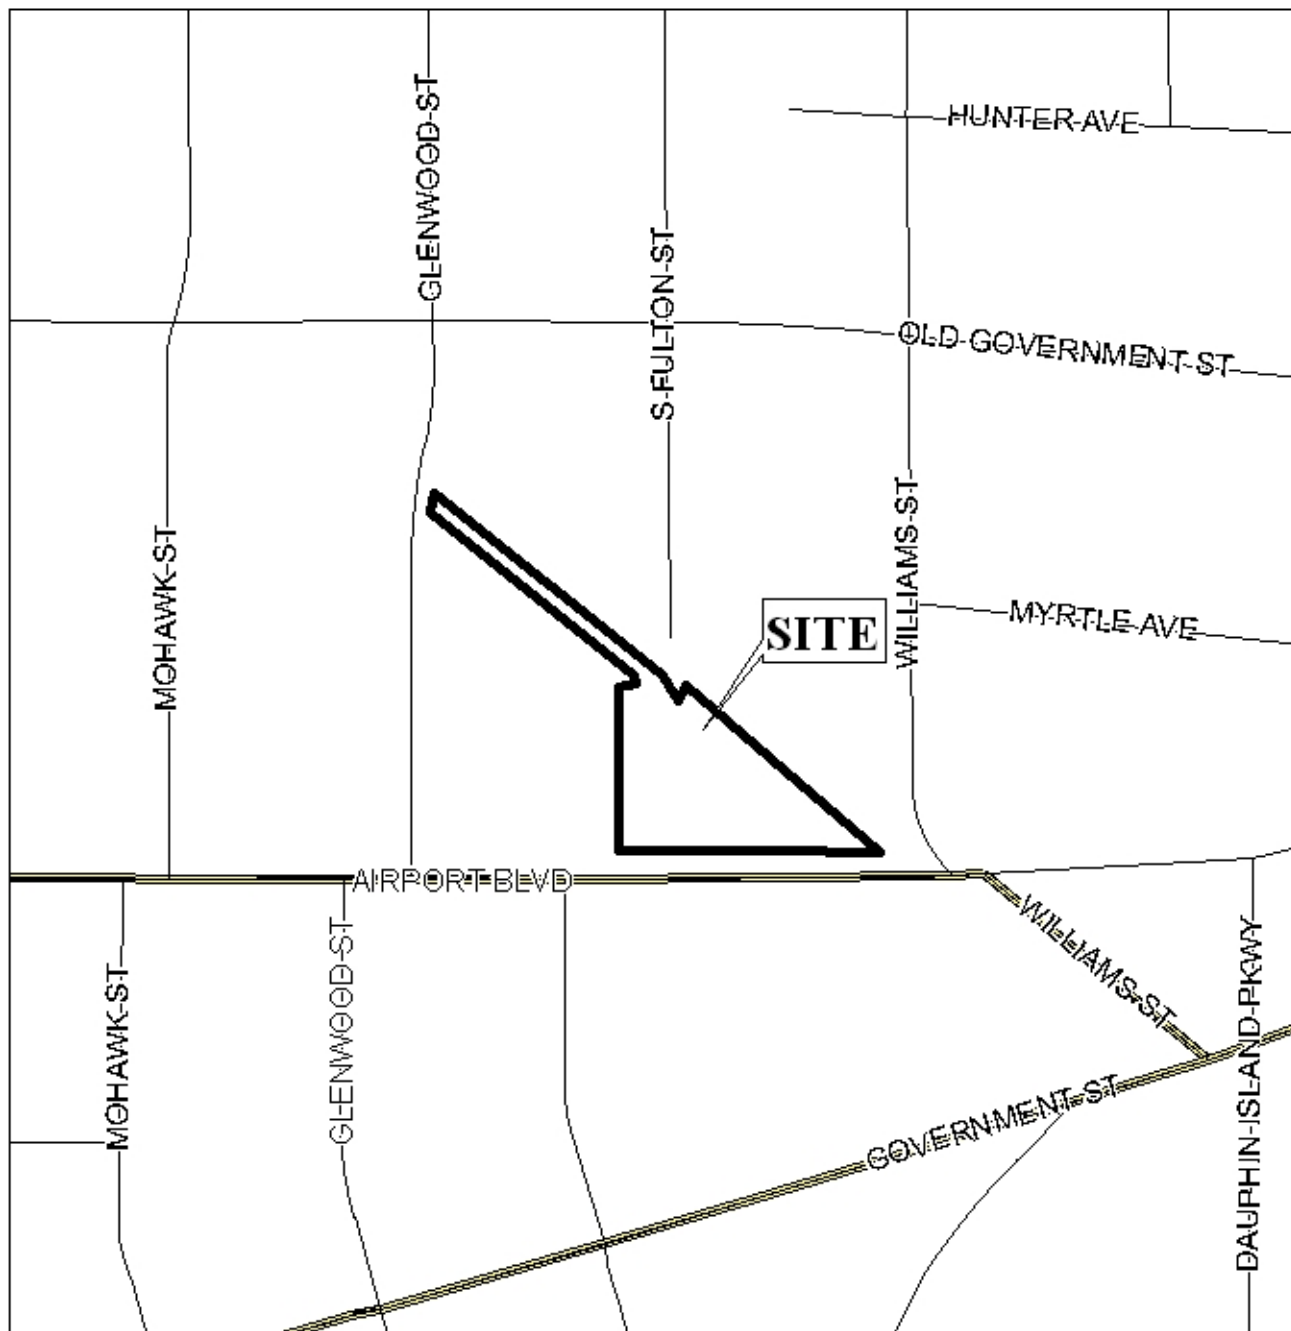 GLENWOOD ST
HUNTER AVE
S FULTON ST
OLD GOVERNMENT ST
MOHAWK ST
WILLIAMS ST
MYRTLE AVE
SITE
AIRPORT BLVD
WILLIAMS ST
MOHAWK ST
GLENWOOD ST
DAUPHIN ISLAND PKWY
GOVERNMENT ST